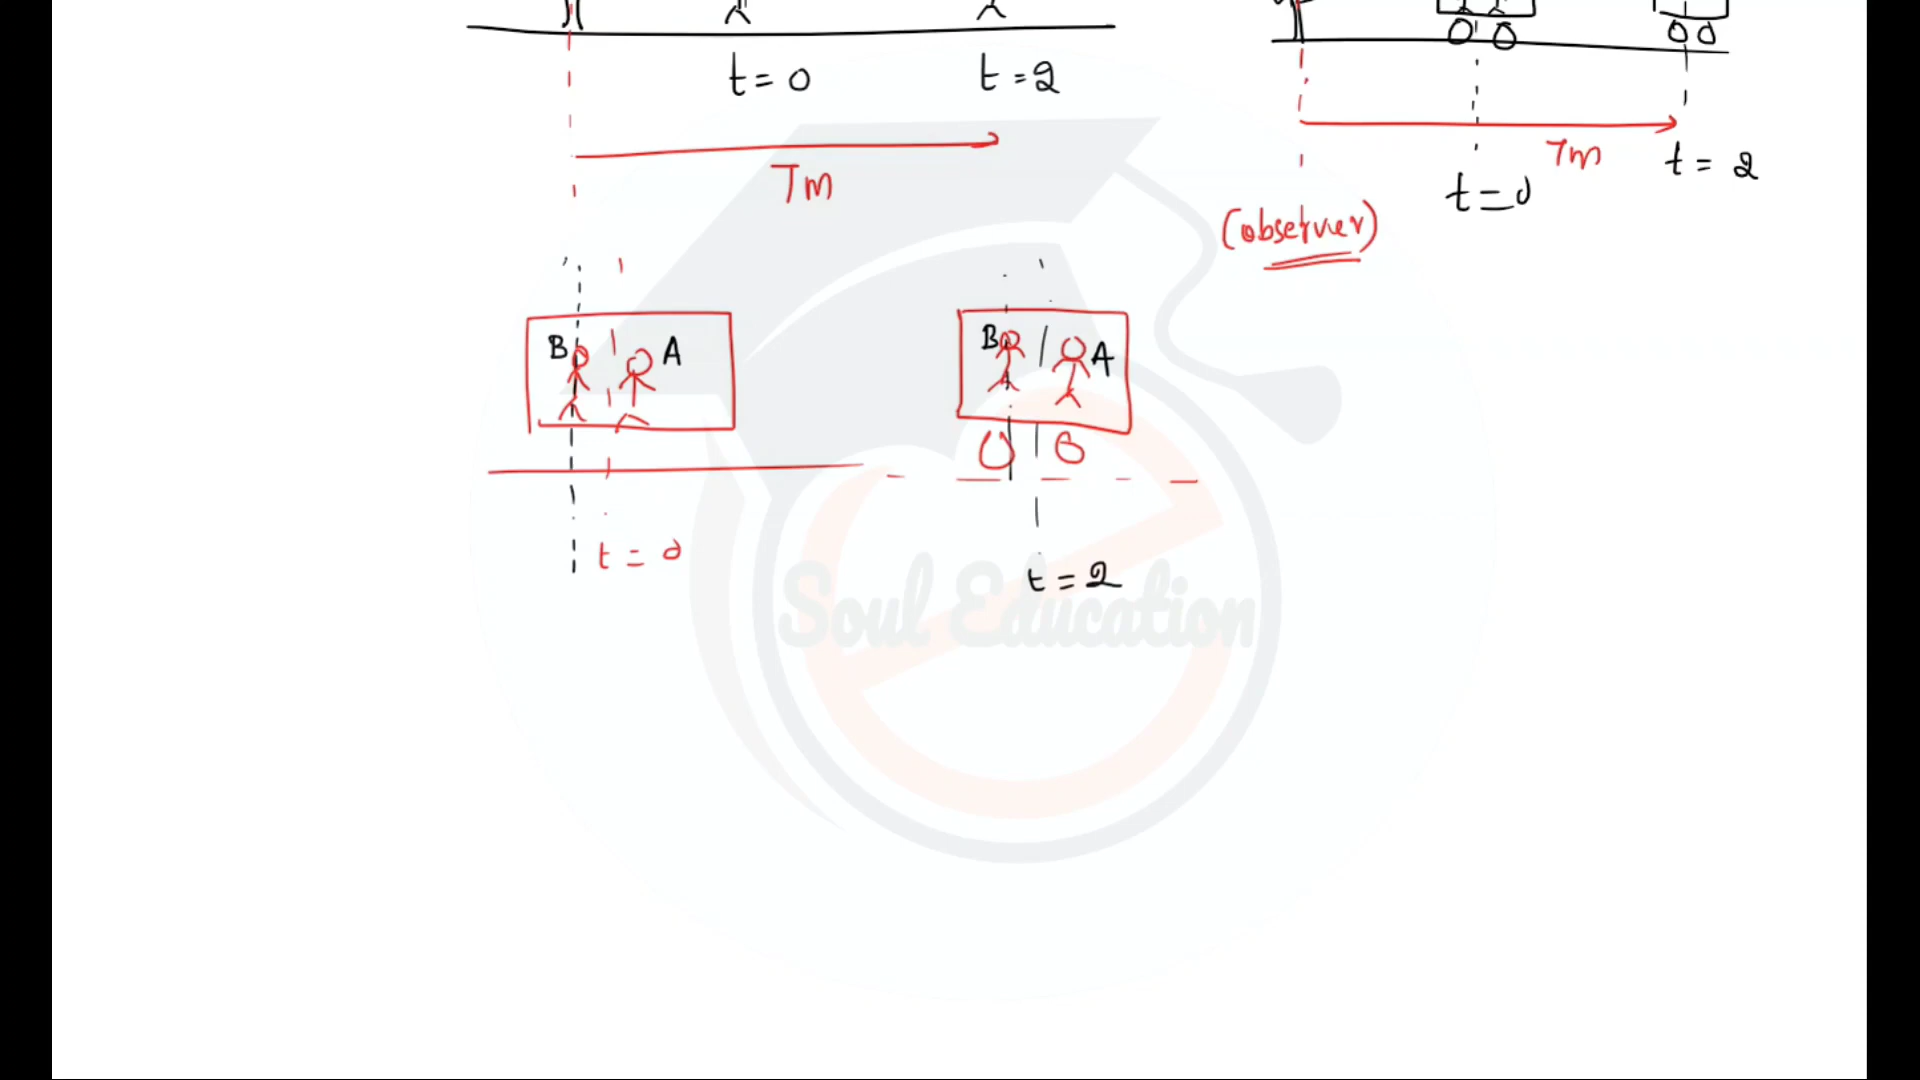 t = 0
t = 2
7m
7m
t = 2
t = 0
(observer)
B A
B A
t = 0
t = 2
Soul Education